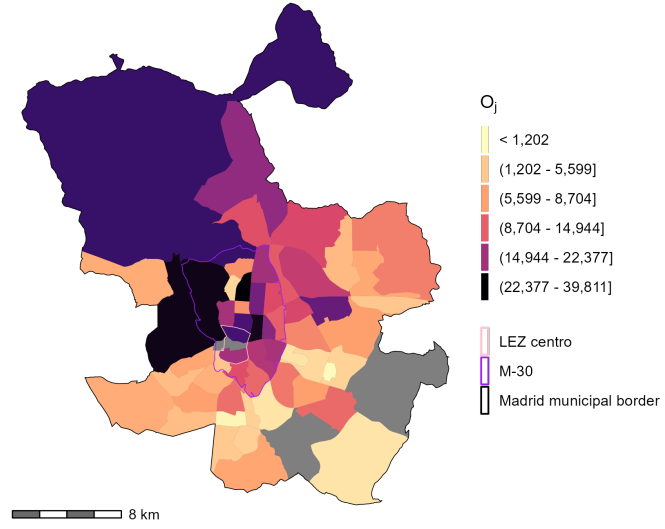 Oj
< 1,202
(1,202 - 5,599]
(5,599 - 8,704]
(8,704 - 14,944]
(14,944 - 22,377]
(22,377 - 39,811]
LEZ centro
M-30
Madrid municipal border
8 km